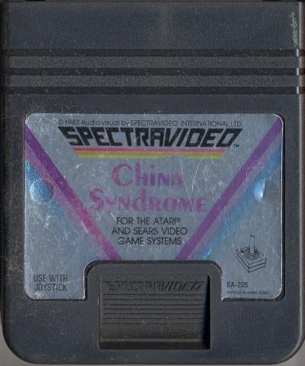 ©1983 Audiovisual by SPECTRAVIDEO INTERNATIONAL LTD.
SPECTRAVIDEO™
China
Syndrome
FOR THE ATARI®
AND SEARS VIDEO
GAME SYSTEMS
USE WITH
JOYSTICK
SA-205
SPECTRAVIDEO